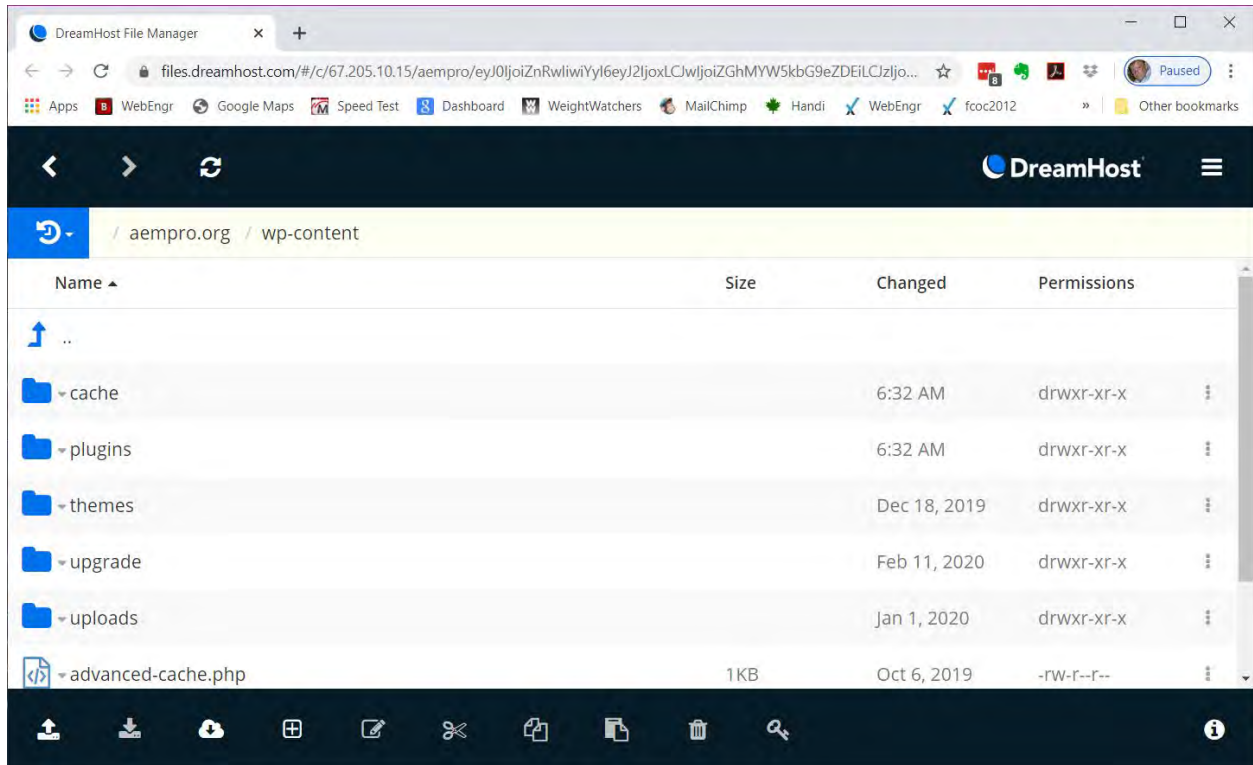 DreamHost File Manager
files.dreamhost.com/#/c/67.205.10.15/aempro/
8
Paused
Apps B WebEngr Google Maps M Speed Test 8 Dashboard W WeightWatchers MailChimp Handi WebEngr fcoc2012 » Other bookmarks
DreamHost
/ aempro.org / wp-content
Name Size Changed Permissions
..
cache 6:32 AM drwxr-xr-x
plugins 6:32 AM drwxr-xr-x
themes Dec 18, 2019 drwxr-xr-x
upgrade Feb 11, 2020 drwxr-xr-x
uploads Jan 1, 2020 drwxr-xr-x
advanced-cache.php 1KB Oct 6, 2019 -rw-r--r--